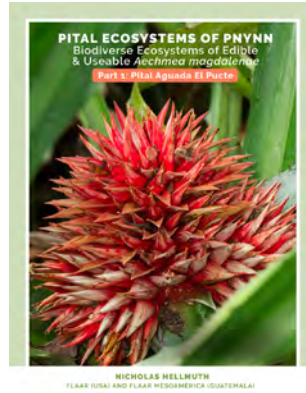 PITAL ECOSYSTEMS OF PNYNN
Biodiverse Ecosystems of Edible
& Useable Aechmea magdalenae
Part 1: Pital Aguada El Pucte
NICHOLAS HELLMUTH
FLAAR (USA) AND FLAAR MESOAMÉRICA (GUATEMALA)